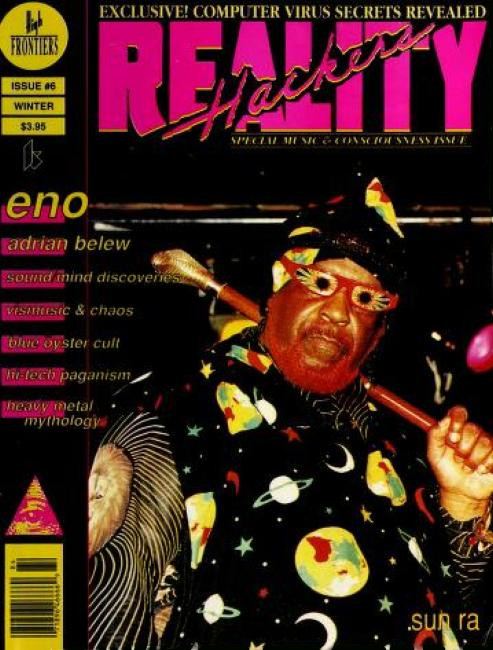 EXCLUSIVE! COMPUTER VIRUS SECRETS REVEALED
High
FRONTIERS
REALITY
Hackers
ISSUE #6
WINTER
$3.95
SPECIAL MUSIC & CONSCIOUSNESS ISSUE
eno
adrian belew
sound/mind discoveries
vismusic & chaos
blue oyster cult
hi-tech paganism
heavy metal
mythology
.sun ra